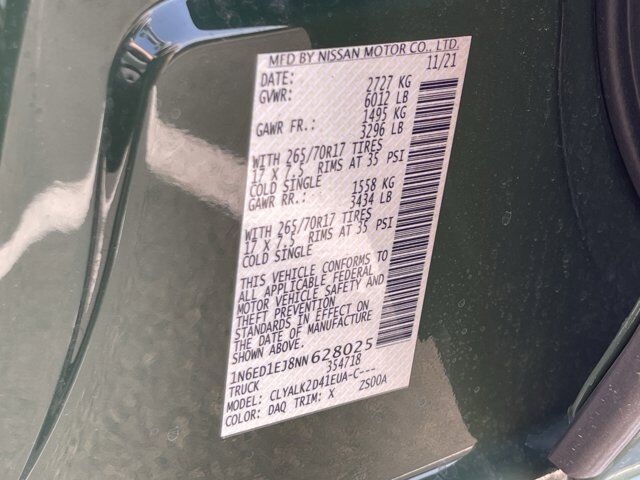 MFD BY NISSAN MOTOR CO., LTD.
DATE: 11/21
GVWR: 2727 KG
6012 LB
GAWR FR.: 1495 KG
3296 LB
WITH 265/70R17 TIRES
17 X 7.5 RIMS AT 35 PSI
COLD SINGLE
GAWR RR.: 1558 KG
3434 LB
WITH 265/70R17 TIRES
17 X 7.5 RIMS AT 35 PSI
COLD SINGLE
THIS VEHICLE CONFORMS TO
ALL APPLICABLE FEDERAL
MOTOR VEHICLE SAFETY AND
THEFT PREVENTION
STANDARDS IN EFFECT ON
THE DATE OF MANUFACTURE
SHOWN ABOVE.
1N6ED1EJ8NN628025
TRUCK 354718
MODEL: CLYALK2D41EUA-C---
COLOR: DAQ TRIM: X ZS00A